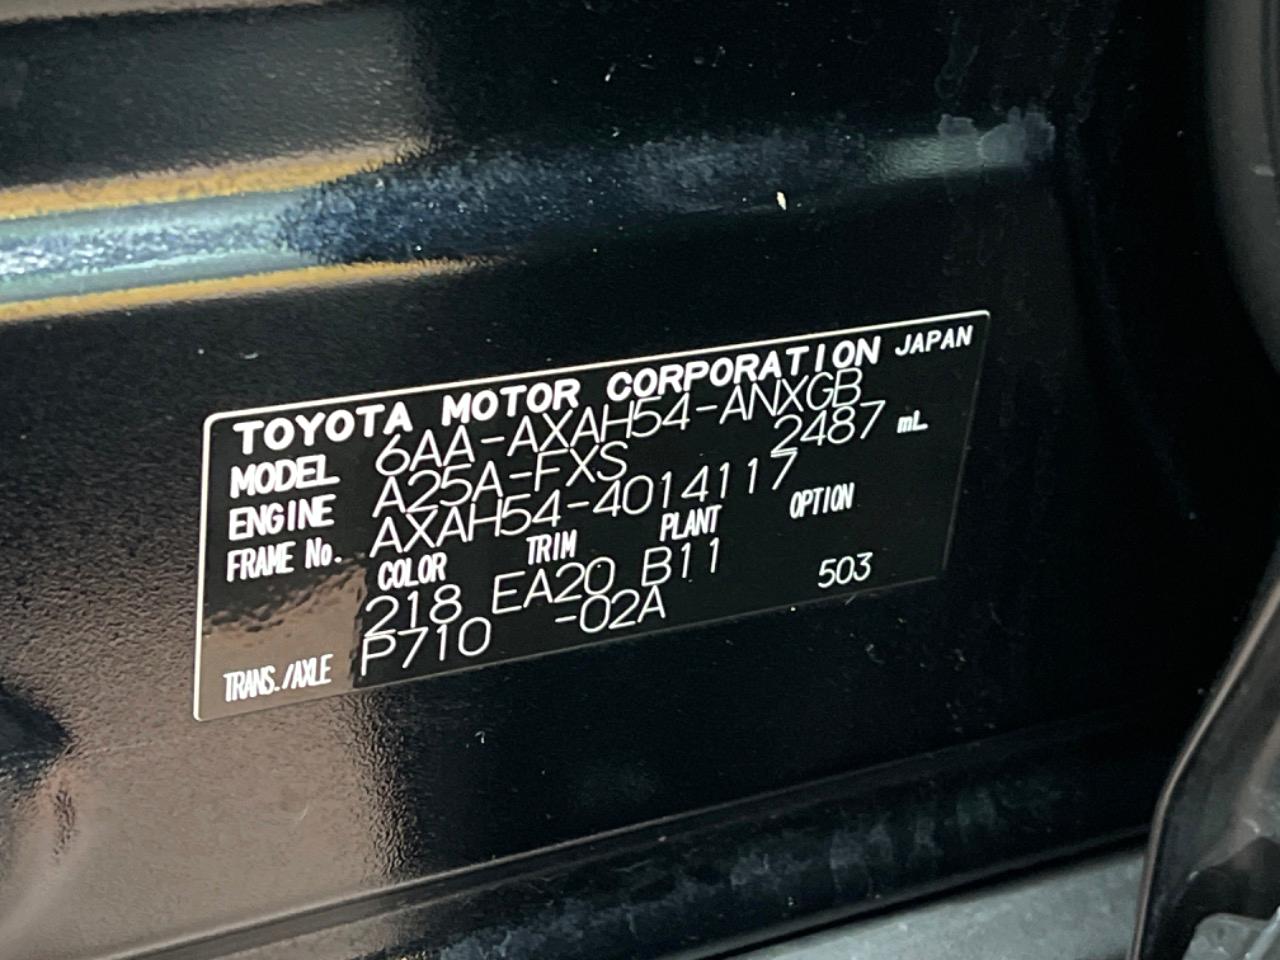 TOYOTA MOTOR CORPORATION JAPAN
MODEL 6AA-AXAH54-ANXGB
ENGINE A25A-FXS 2487 mL
FRAME No. AXAH54-4014117
COLOR TRIM PLANT OPTION
218 EA20 B11
TRANS./AXLE P710 -02A 503